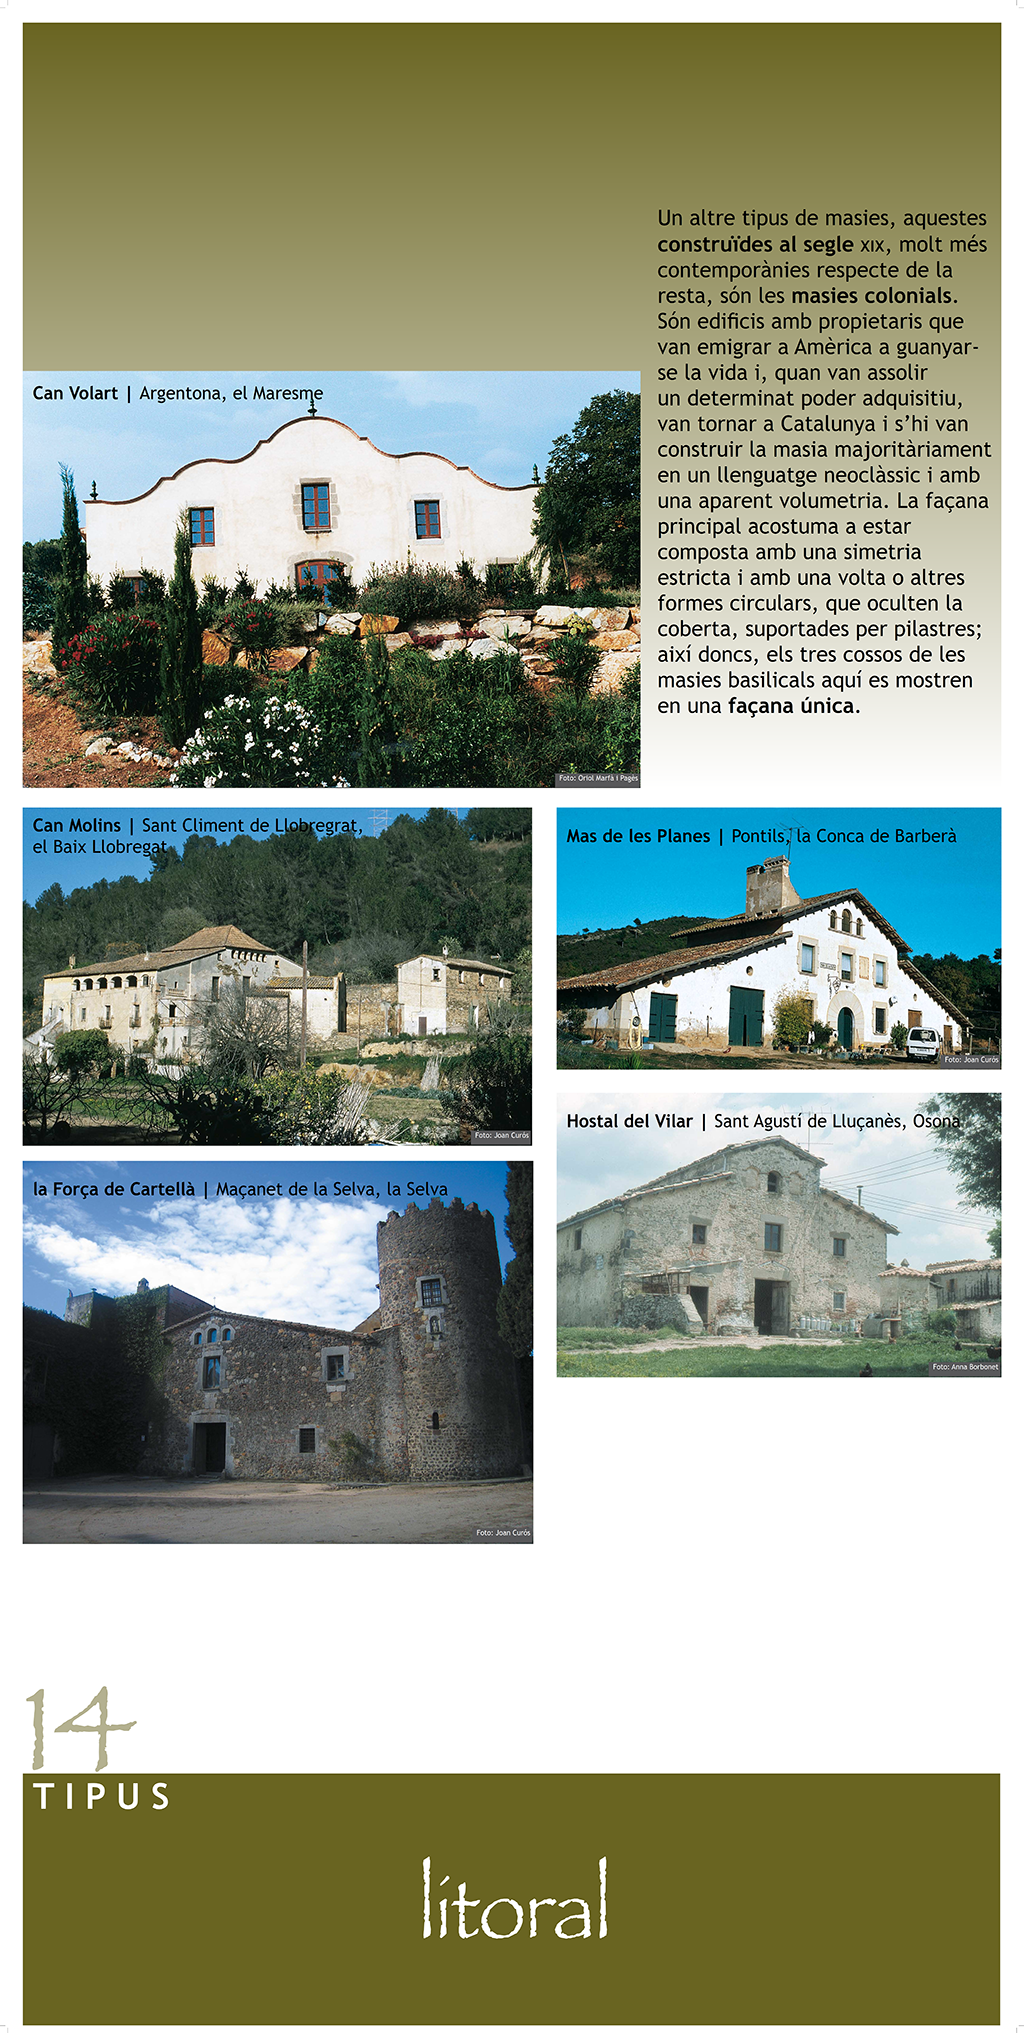 Un altre tipus de masies, aquestes
construïdes al segle XIX, molt més
contemporànies respecte de la
resta, són les masies colonials.
Són edificis amb propietaris que
van emigrar a Amèrica a guanyar-
se la vida i, quan van assolir
un determinat poder adquisitiu,
van tornar a Catalunya i s'hi van
construir la masia majoritàriament
en un llenguatge neoclàssic i amb
una aparent volumetria. La façana
principal acostuma a estar
composta amb una simetria
estricta i amb una volta o altres
formes circulars, que oculten la
coberta, suportades per pilastres;
així doncs, els tres cossos de les
masies basilicals aquí es mostren
en una façana única.
Can Volart | Argentona, el Maresme
Foto: Oriol Marfà i Pagès
Can Molins | Sant Climent de Llobregrat,
el Baix Llobregat
Foto: Joan Curós
Mas de les Planes | Pontils, la Conca de Barberà
Foto: Joan Curós
Hostal del Vilar | Sant Agustí de Lluçanès, Osona
Foto: Anna Borbonet
la Força de Cartellà | Maçanet de la Selva, la Selva
Foto: Joan Curós
14
TIPUS
litoral